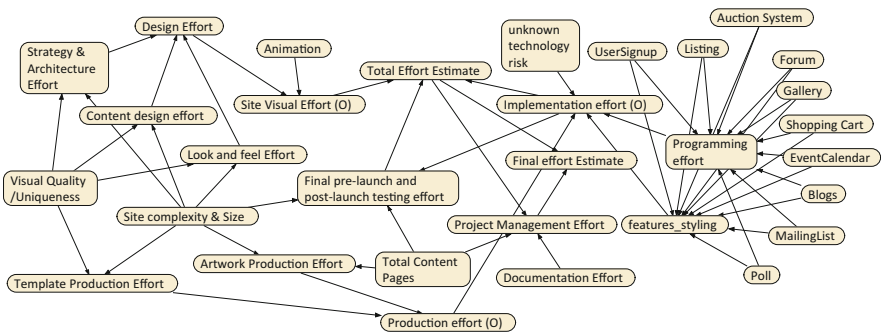 Auction System
Design Effort
unknown
technology
risk
Strategy &
Architecture
Effort
Animation
UserSignup
Listing
Forum
Total Effort Estimate
Gallery
Site Visual Effort (O)
Implementation effort (O)
Content design effort
Shopping Cart
Programming
effort
Look and feel Effort
Final effort Estimate
EventCalendar
Visual Quality
/Uniqueness
Final pre-launch and
post-launch testing effort
Blogs
Site complexity & Size
Project Management Effort
features_styling
MailingList
Artwork Production Effort
Total Content
Pages
Documentation Effort
Poll
Template Production Effort
Production effort (O)